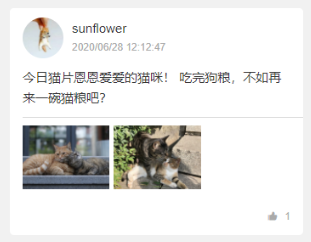 sunflower
2020/06/28 12:12:47
今日猫片恩恩爱爱的猫咪！ 吃完狗粮，不如再
来一碗猫粮吧？
1